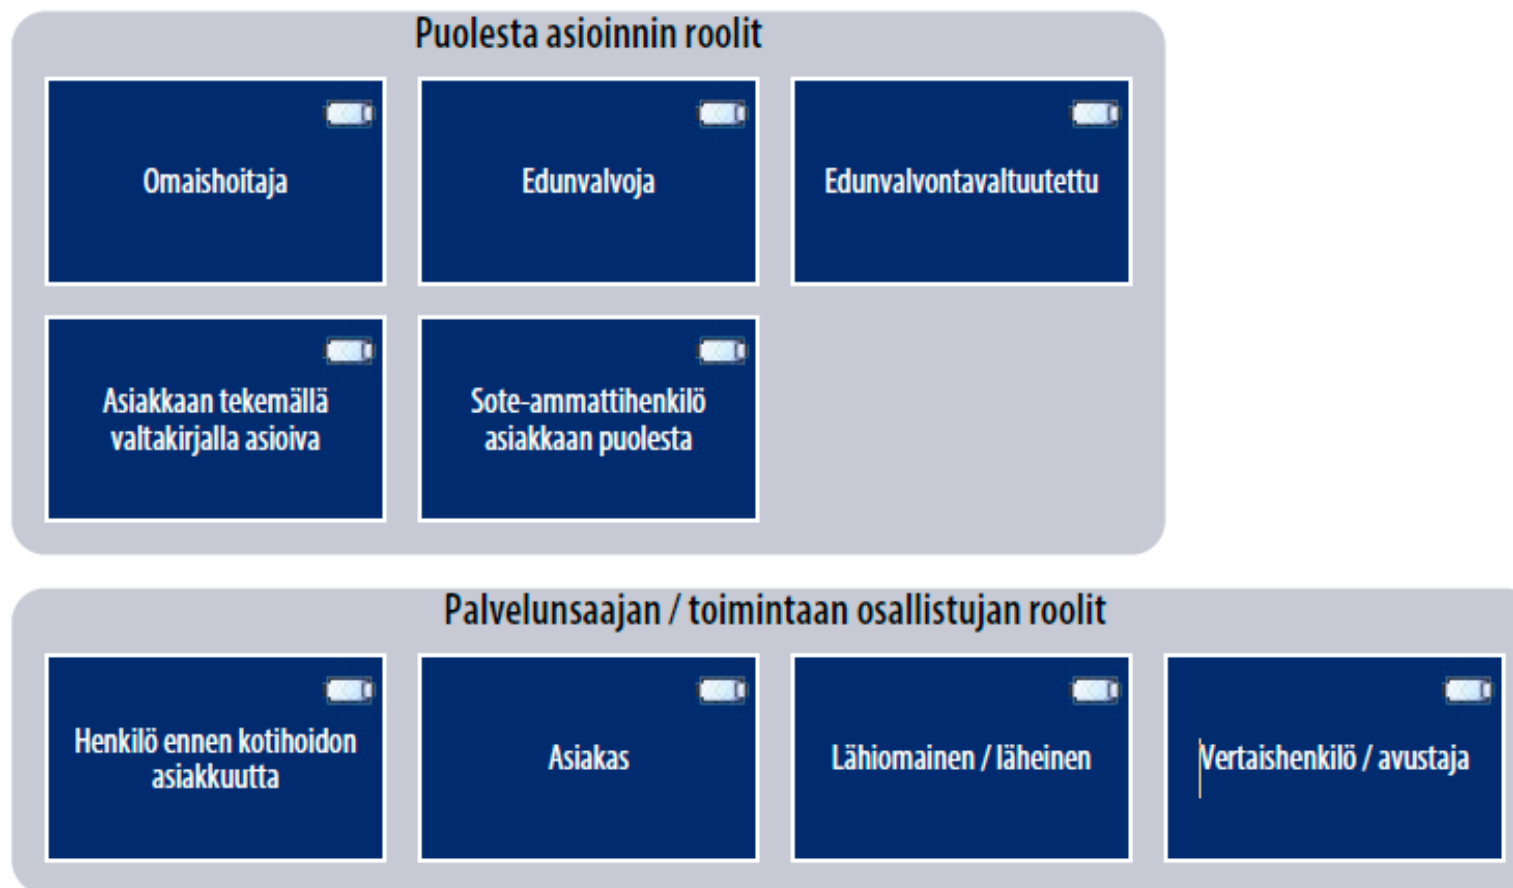 Puolesta asioinnin roolit
Omaishoitaja
Edunvalvoja
Edunvalvontavaltuutettu
Asiakkaan tekemällä
valtakirjalla asioiva
Sote-ammattihenkilö
asiakkaan puolesta
Palvelunsaajan / toimintaan osallistujan roolit
Henkilö ennen kotihoidon
asiakkuutta
Asiakas
Lähiomainen / läheinen
Vertaishenkilö / avustaja